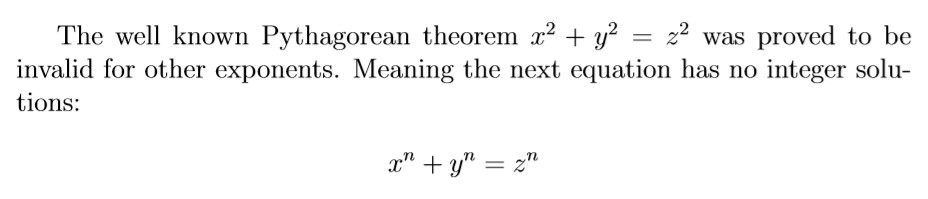 The well known Pythagorean theorem x² + y² = z² was proved to be
invalid for other exponents. Meaning the next equation has no integer solu-
tions:
xⁿ + yⁿ = zⁿ